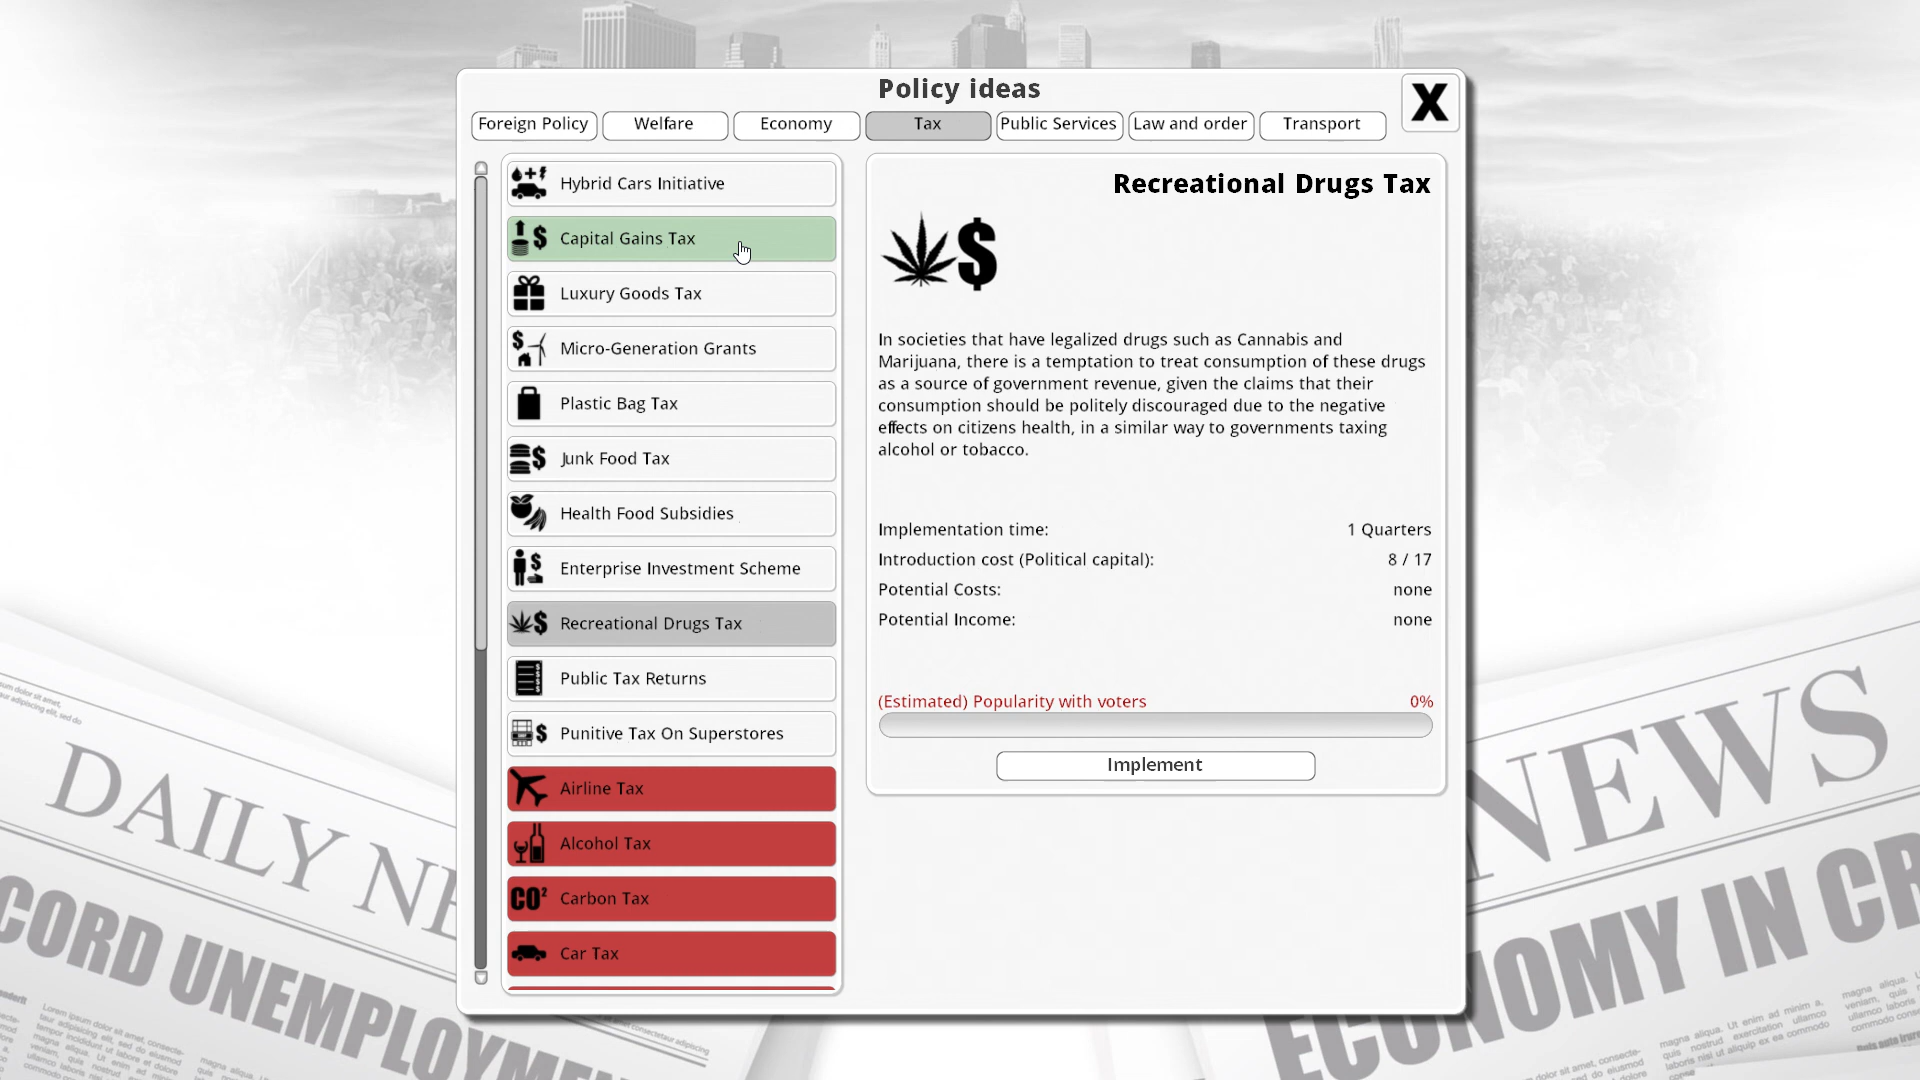 Policy ideas
X
Foreign Policy
Welfare
Economy
Tax
Public Services
Law and order
Transport
Hybrid Cars Initiative
Capital Gains Tax
Luxury Goods Tax
Micro-Generation Grants
Plastic Bag Tax
Junk Food Tax
Health Food Subsidies
Enterprise Investment Scheme
Recreational Drugs Tax
Public Tax Returns
Punitive Tax On Superstores
Airline Tax
Alcohol Tax
CO² Carbon Tax
Car Tax
Recreational Drugs Tax
In societies that have legalized drugs such as Cannabis and
Marijuana, there is a temptation to treat consumption of these drugs
as a source of government revenue, given the claims that their
consumption should be politely discouraged due to the negative
effects on citizens health, in a similar way to governments taxing
alcohol or tobacco.
Implementation time: 1 Quarters
Introduction cost (Political capital): 8 / 17
Potential Costs: none
Potential Income: none
(Estimated) Popularity with voters 0%
Implement
DAILY NE
CORD UNEMPLOYME
NEWS
ECONOMY IN CR